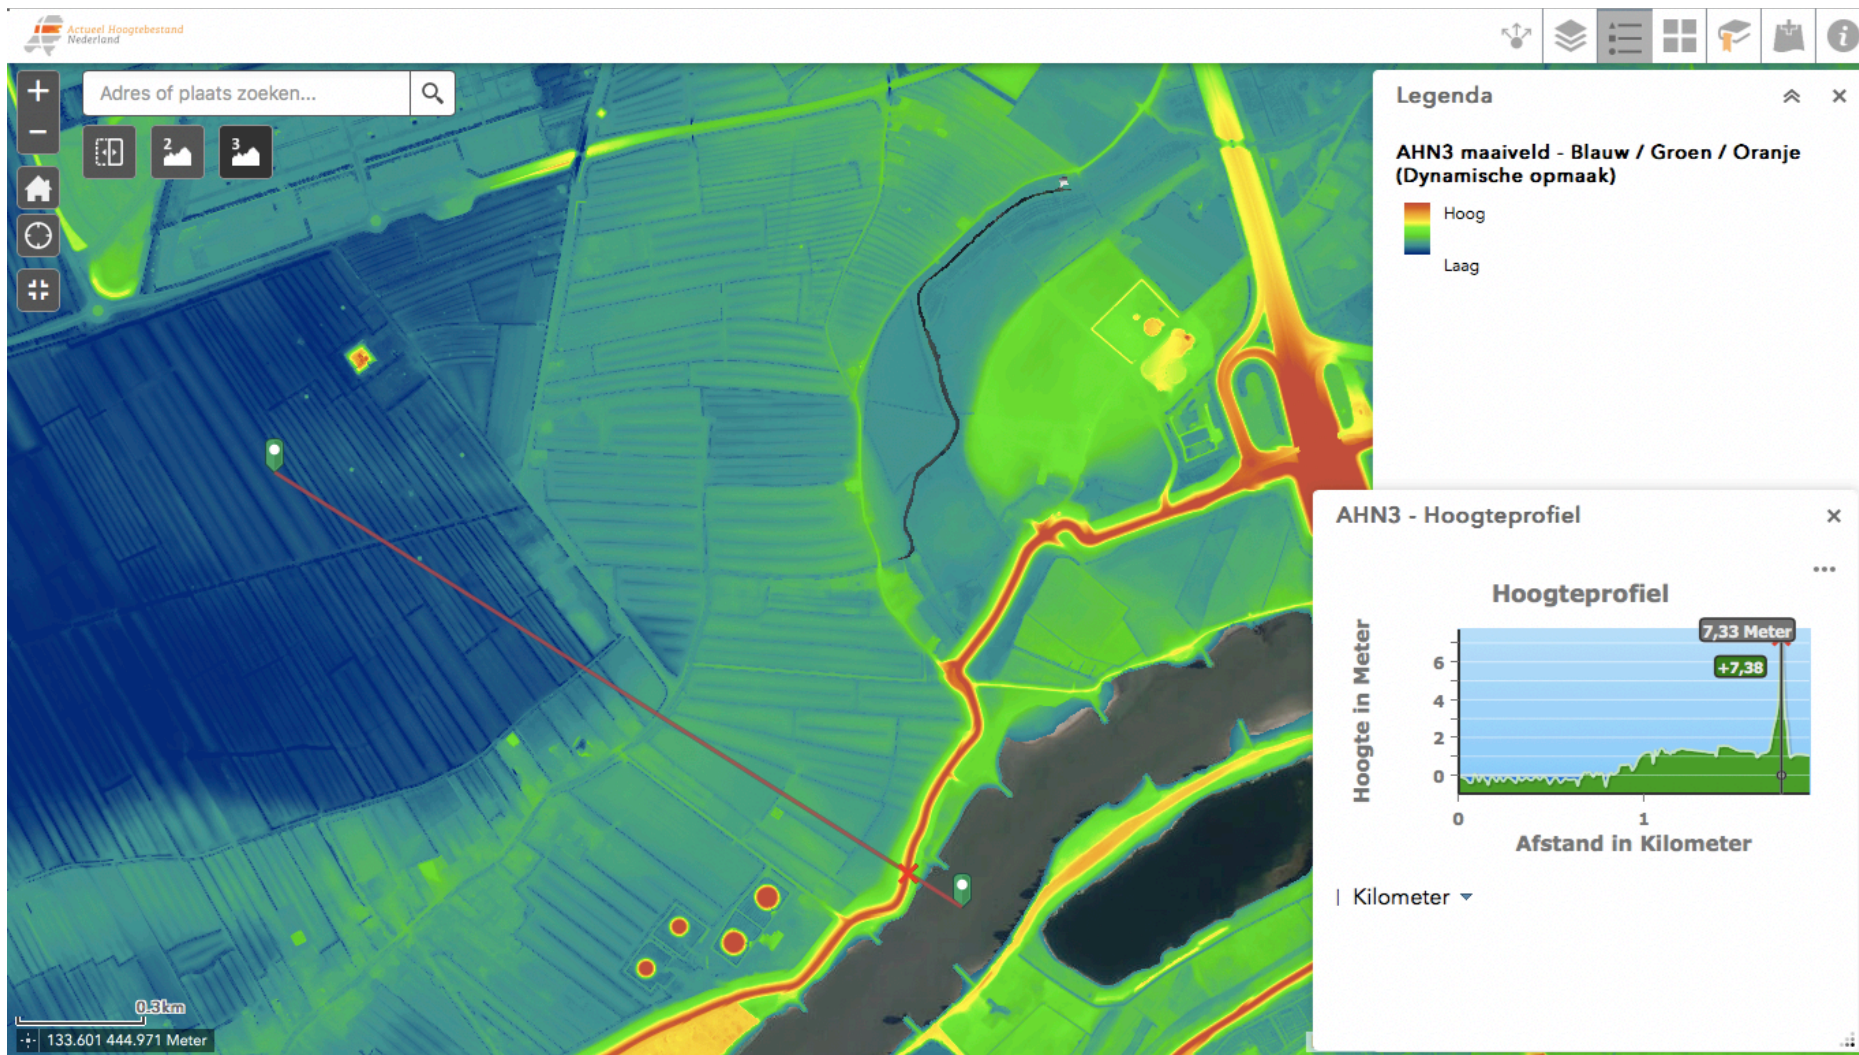 Actueel Hoogtebestand
Nederland
+
−
Adres of plaats zoeken...
2
3
Legenda
AHN3 maaiveld - Blauw / Groen / Oranje
(Dynamische opmaak)
Hoog
Laag
AHN3 - Hoogteprofiel
Hoogteprofiel
7,33 Meter
+7,38
Hoogte in Meter
6
4
2
0
0
1
Afstand in Kilometer
| Kilometer
0.3km
133.601 444.971 Meter